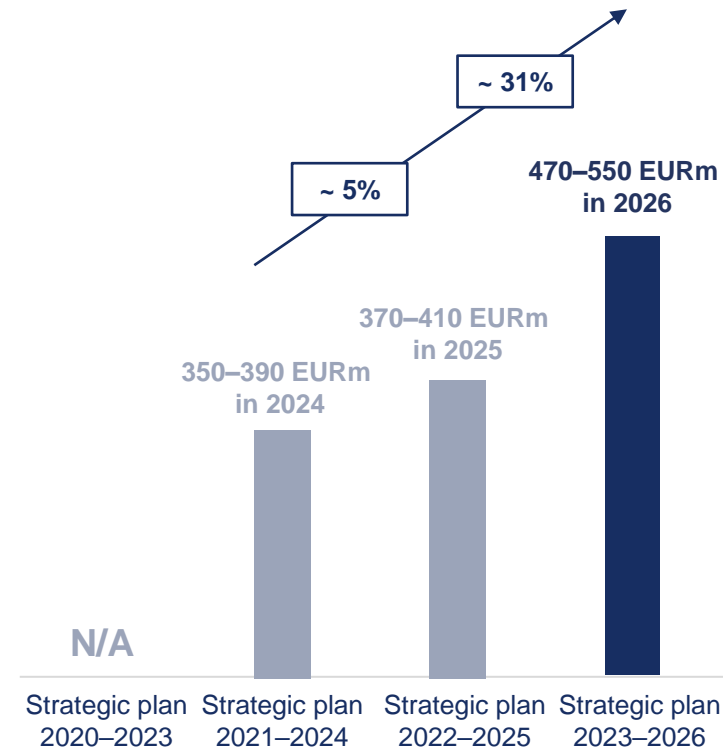 ~ 31%
~ 5%
470–550 EURm
in 2026
370–410 EURm
in 2025
350–390 EURm
in 2024
N/A
Strategic plan
2020–2023
Strategic plan
2021–2024
Strategic plan
2022–2025
Strategic plan
2023–2026